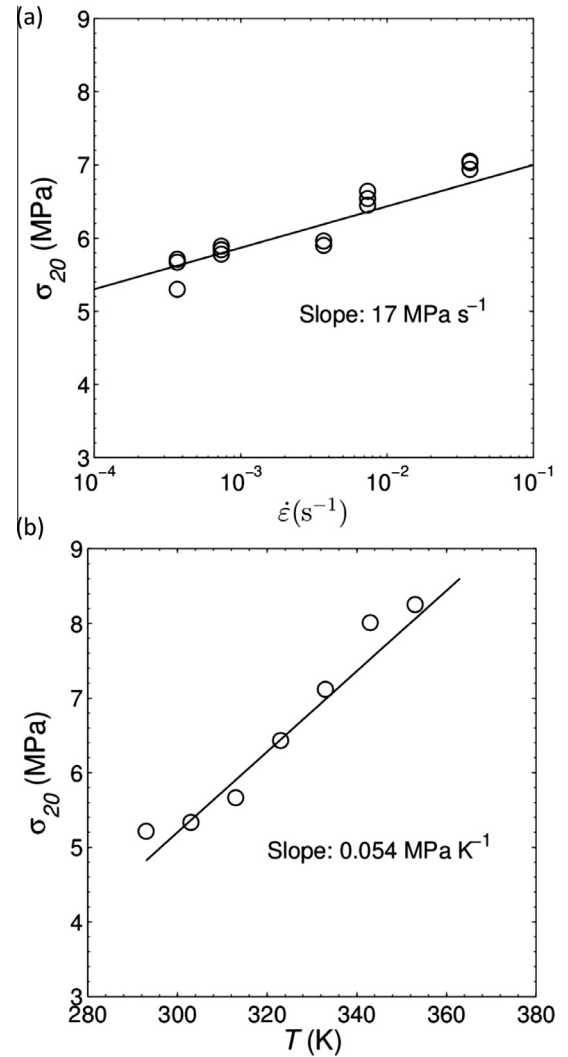 (a)
9
8
7
6
5
4
3
σ₂₀ (MPa)
Slope: 17 MPa s⁻¹
10⁻⁴ 10⁻³ 10⁻² 10⁻¹
ε̇(s⁻¹)
(b)
9
8
7
6
5
4
3
σ₂₀ (MPa)
Slope: 0.054 MPa K⁻¹
280 300 320 340 360 380
T (K)